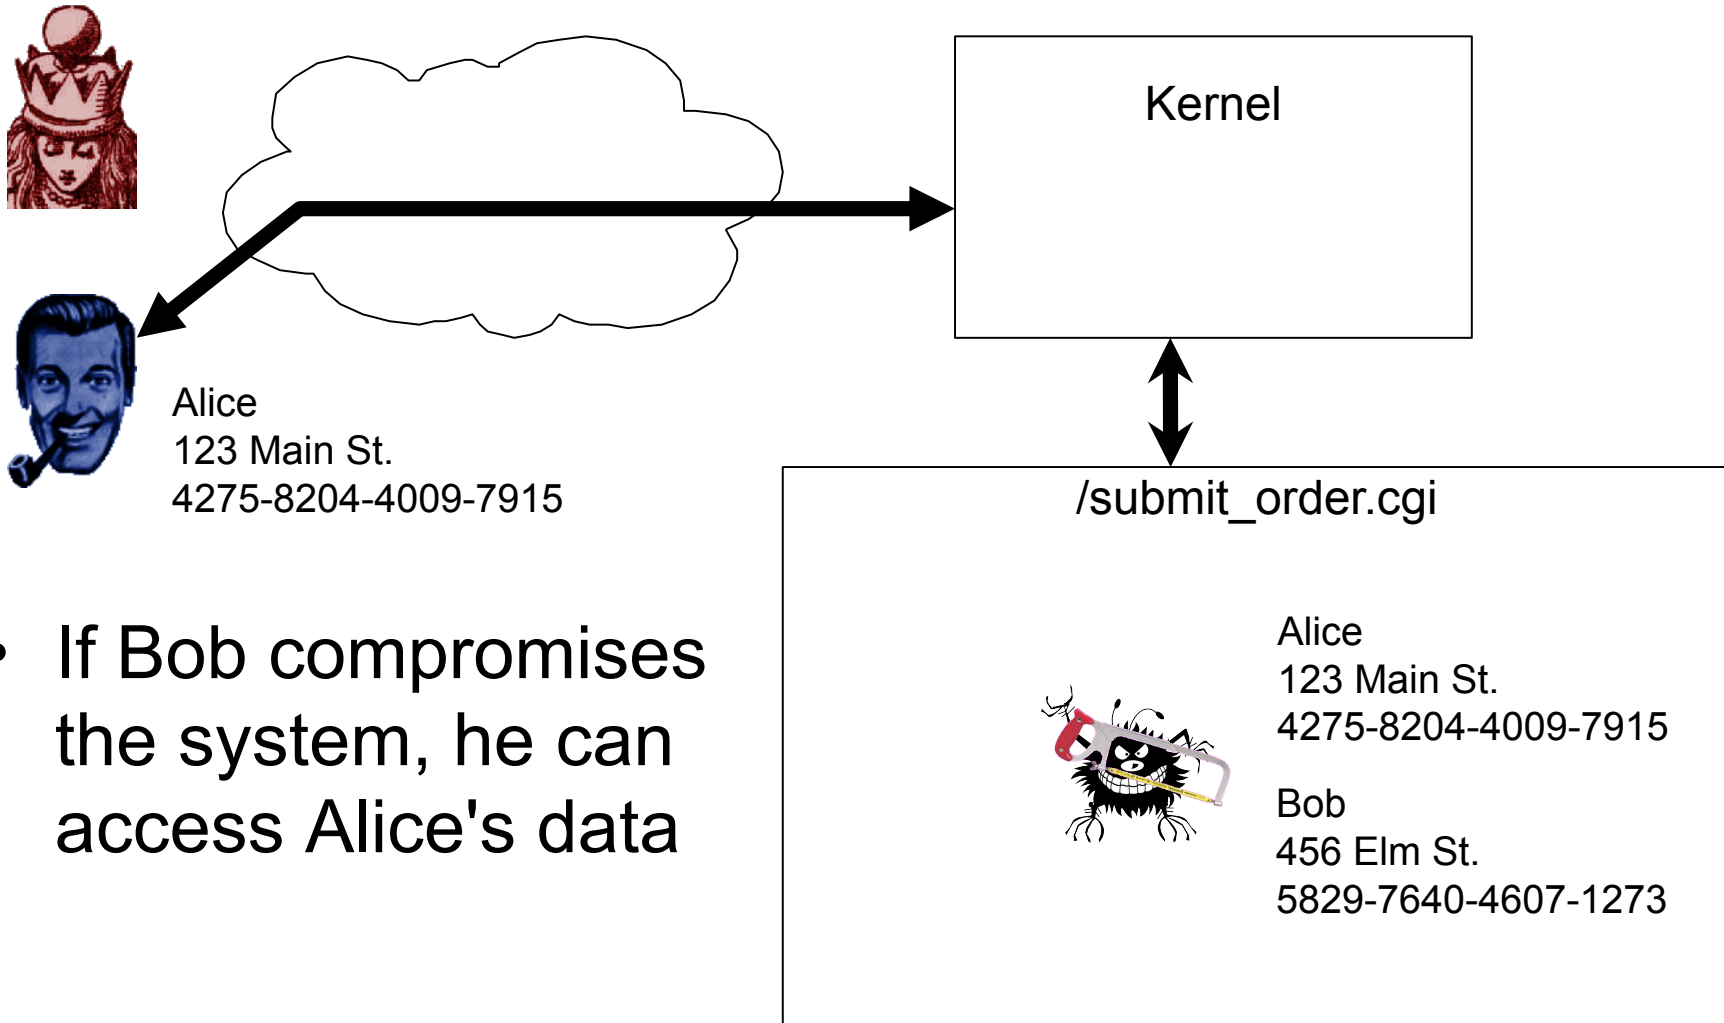 Kernel
Alice
123 Main St.
4275-8204-4009-7915
/submit_order.cgi
• If Bob compromises
the system, he can
access Alice's data
Alice
123 Main St.
4275-8204-4009-7915
Bob
456 Elm St.
5829-7640-4607-1273